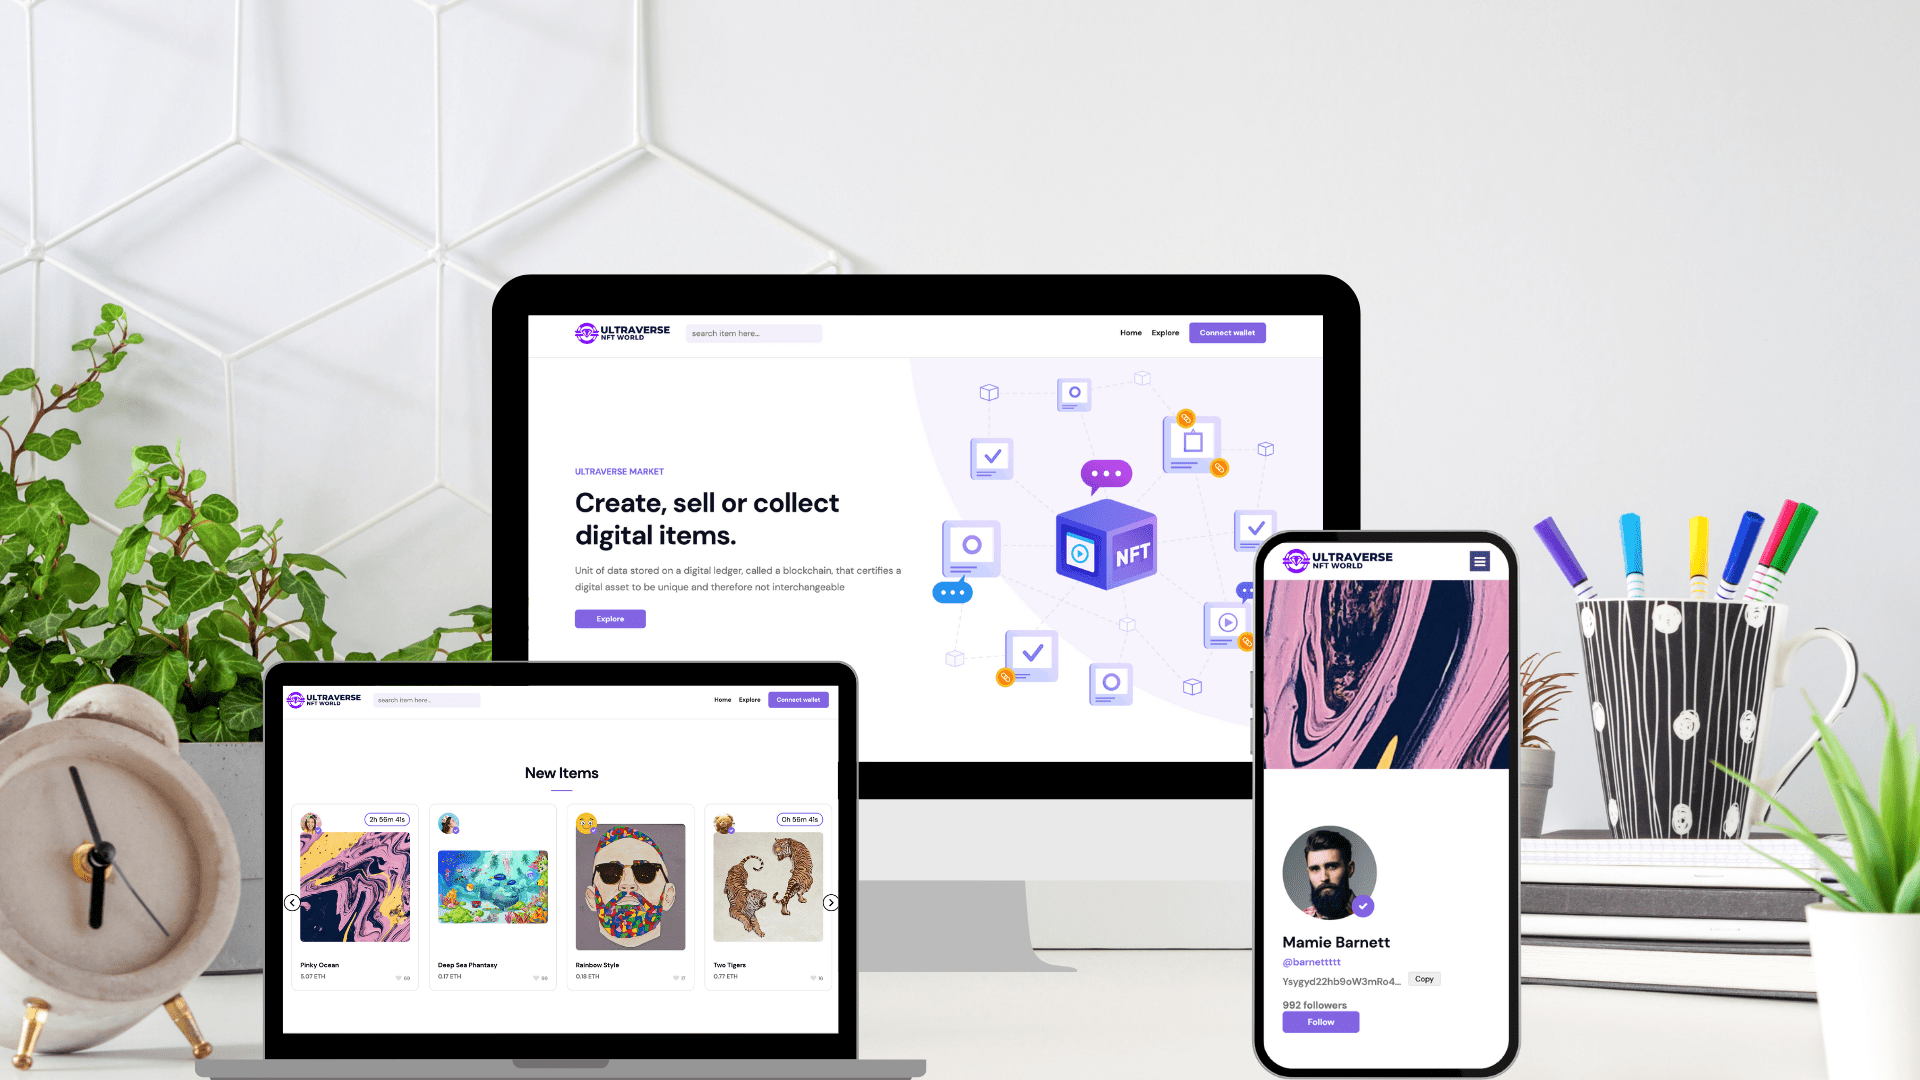 ULTRAVERSE
NFT WORLD
search item here...
Home
Explore
Connect wallet
ULTRAVERSE MARKET
Create, sell or collect
digital items.
Unit of data stored on a digital ledger, called a blockchain, that certifies a
digital asset to be unique and therefore not interchangeable
Explore
NFT
ULTRAVERSE
NFT WORLD
search item here...
Home
Explore
Connect wallet
New Items
2h 56m 41s
0h 56m 41s
Pinky Ocean
5.07 ETH
69
Deep Sea Phantasy
0.17 ETH
Rainbow Style
0.18 ETH
Two Tigers
0.77 ETH
ULTRAVERSE
NFT WORLD
Mamie Barnett
@barnettttt
Ysygyd22hb9oW3mRo4...
Copy
992 followers
Follow